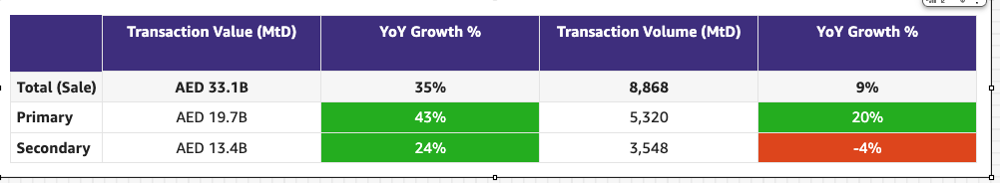 Transaction Value (MtD) YoY Growth % Transaction Volume (MtD) YoY Growth %
Total (Sale) AED 33.1B 35% 8,868 9%
Primary AED 19.7B 43% 5,320 20%
Secondary AED 13.4B 24% 3,548 -4%